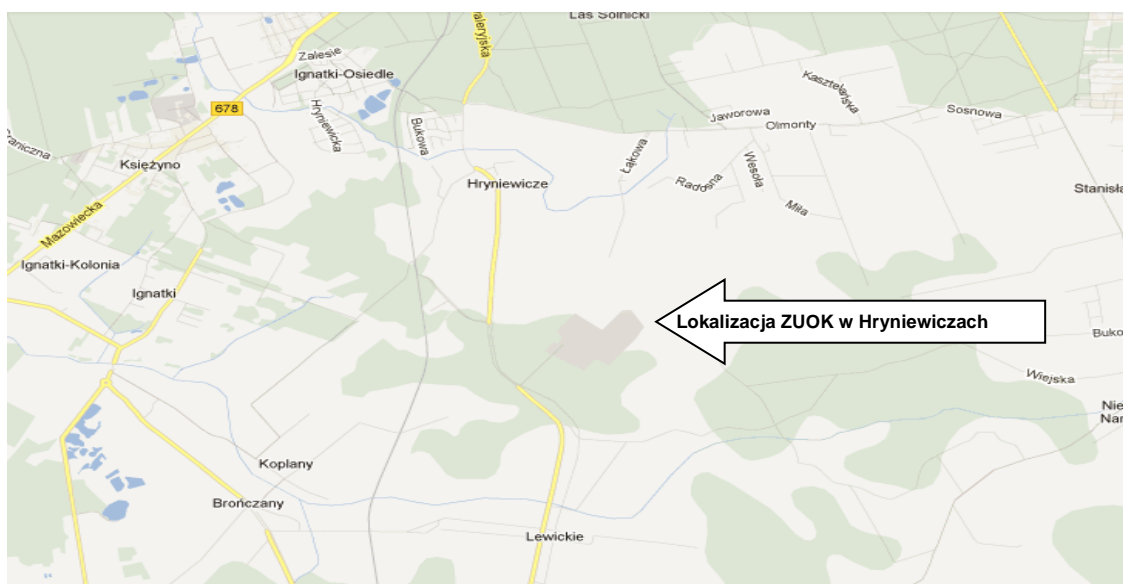 Las Solnicki
Zalesie
Ignatki-Osiedle
678
Hryniewicka
Bukowa
Kasztelańska
Jaworowa
Olmonty
Sosnowa
Księżyno
Hryniewicze
Łąkowa
Radosna
Wesoła
Miła
Mazowiecka
Ignatki-Kolonia
Ignatki
Lokalizacja ZUOK w Hryniewiczach
Wiejska
Koplany
Brończany
Lewickie